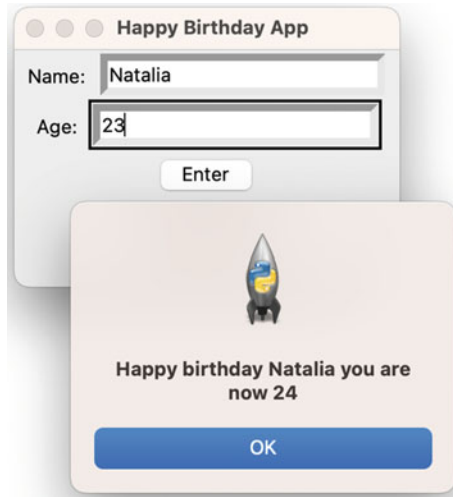 Happy Birthday App
Name: Natalia
Age: 23
Enter
Happy birthday Natalia you are
now 24
OK